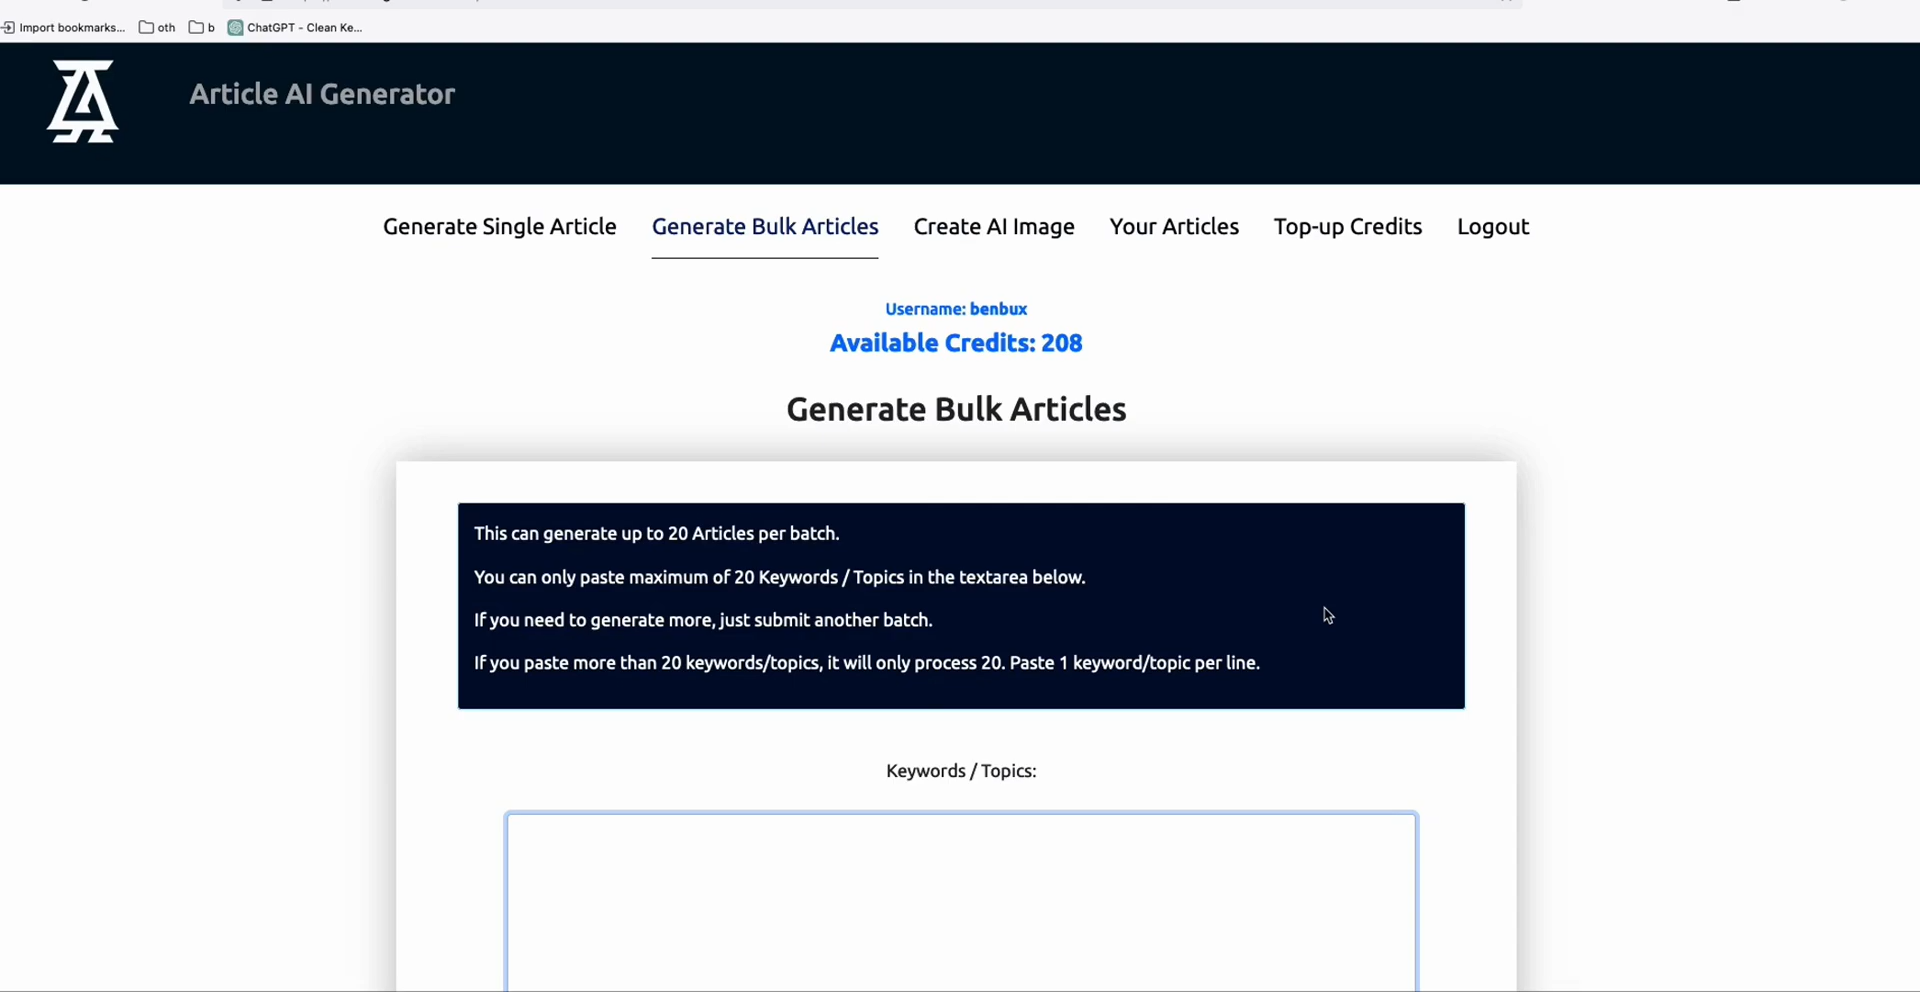 Import bookmarks... oth b ChatGPT - Clean Ke...
Article AI Generator
Generate Single Article Generate Bulk Articles Create AI Image Your Articles Top-up Credits Logout
Username: benbux
Available Credits: 208
Generate Bulk Articles
This can generate up to 20 Articles per batch.
You can only paste maximum of 20 Keywords / Topics in the textarea below.
If you need to generate more, just submit another batch.
If you paste more than 20 keywords/topics, it will only process 20. Paste 1 keyword/topic per line.
Keywords / Topics: